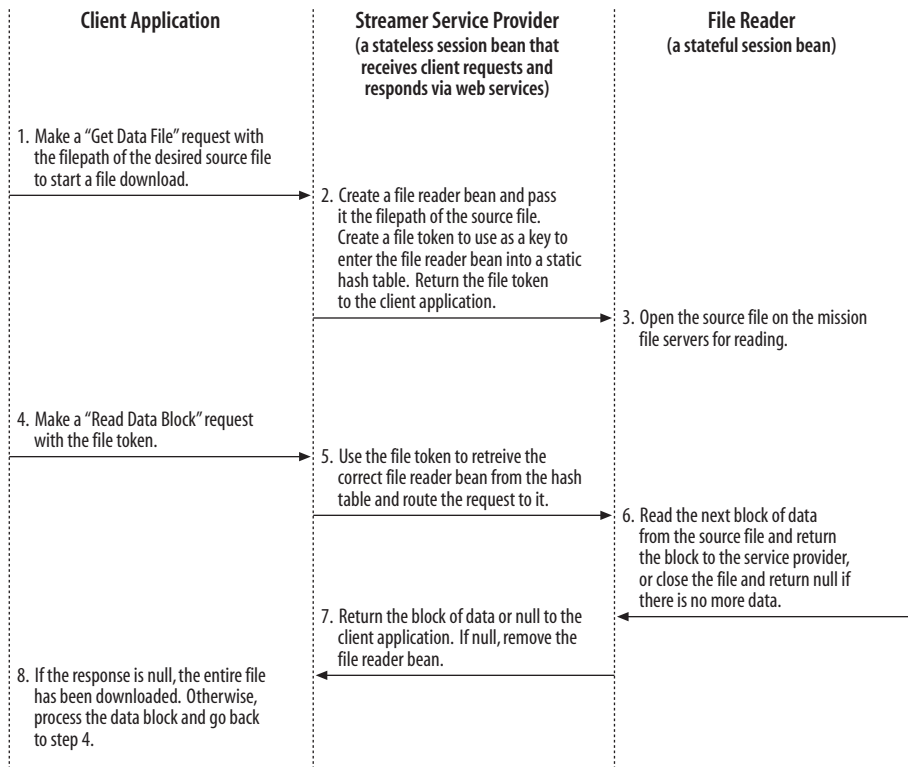 Client Application
Streamer Service Provider
(a stateless session bean that
receives client requests and
responds via web services)
File Reader
(a stateful session bean)
1. Make a “Get Data File” request with
the filepath of the desired source file
to start a file download.
2. Create a file reader bean and pass
it the filepath of the source file.
Create a file token to use as a key to
enter the file reader bean into a static
hash table. Return the file token
to the client application.
3. Open the source file on the mission
file servers for reading.
4. Make a “Read Data Block” request
with the file token.
5. Use the file token to retreive the
correct file reader bean from the hash
table and route the request to it.
6. Read the next block of data
from the source file and return
the block to the service provider,
or close the file and return null if
there is no more data.
7. Return the block of data or null to the
client application. If null, remove the
file reader bean.
8. If the response is null, the entire file
has been downloaded. Otherwise,
process the data block and go back
to step 4.